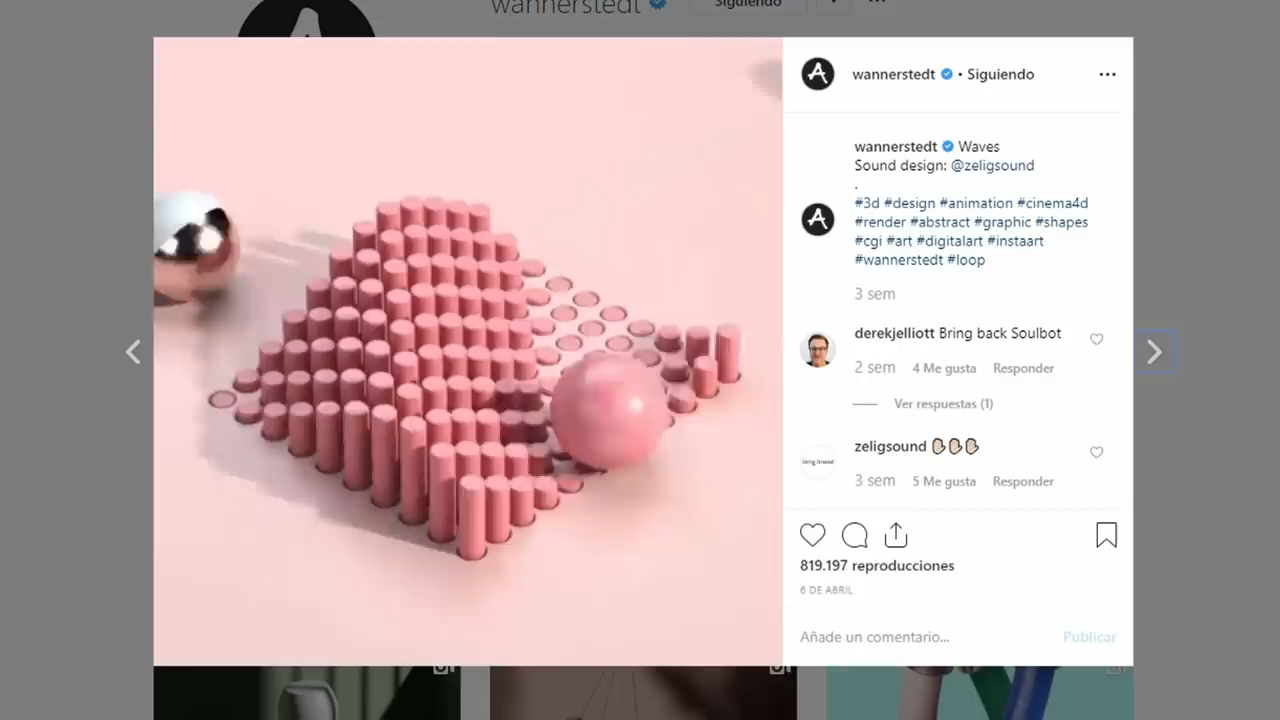 wannerstedt Siguiendo
wannerstedt • Siguiendo
wannerstedt Waves
Sound design: @zeligsound
.
#3d #design #animation #cinema4d
#render #abstract #graphic #shapes
#cgi #art #digitalart #instaart
#wannerstedt #loop
3 sem
derekjelliott Bring back Soulbot
2 sem 4 Me gusta Responder
Ver respuestas (1)
zeligsound ✋🏻✋🏻✋🏻
3 sem 5 Me gusta Responder
819.197 reproducciones
6 DE ABRIL
Añade un comentario... Publicar